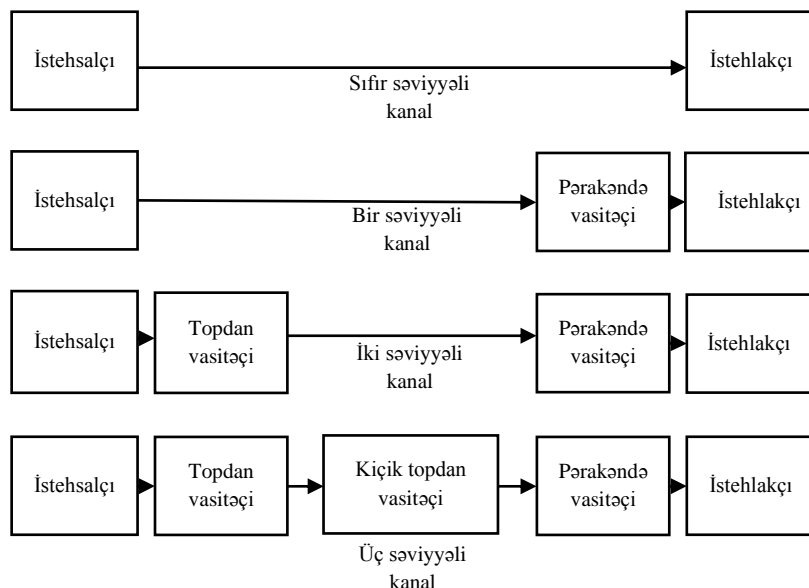 İstehsalçı
İstehlakçı
Sıfır səviyyəli
kanal
İstehsalçı
Pərakəndə
vasitəçi
İstehlakçı
Bir səviyyəli
kanal
İstehsalçı
Topdan
vasitəçi
Pərakəndə
vasitəçi
İstehlakçı
İki səviyyəli
kanal
İstehsalçı
Topdan
vasitəçi
Kiçik topdan
vasitəçi
Pərakəndə
vasitəçi
İstehlakçı
Üç səviyyəli
kanal